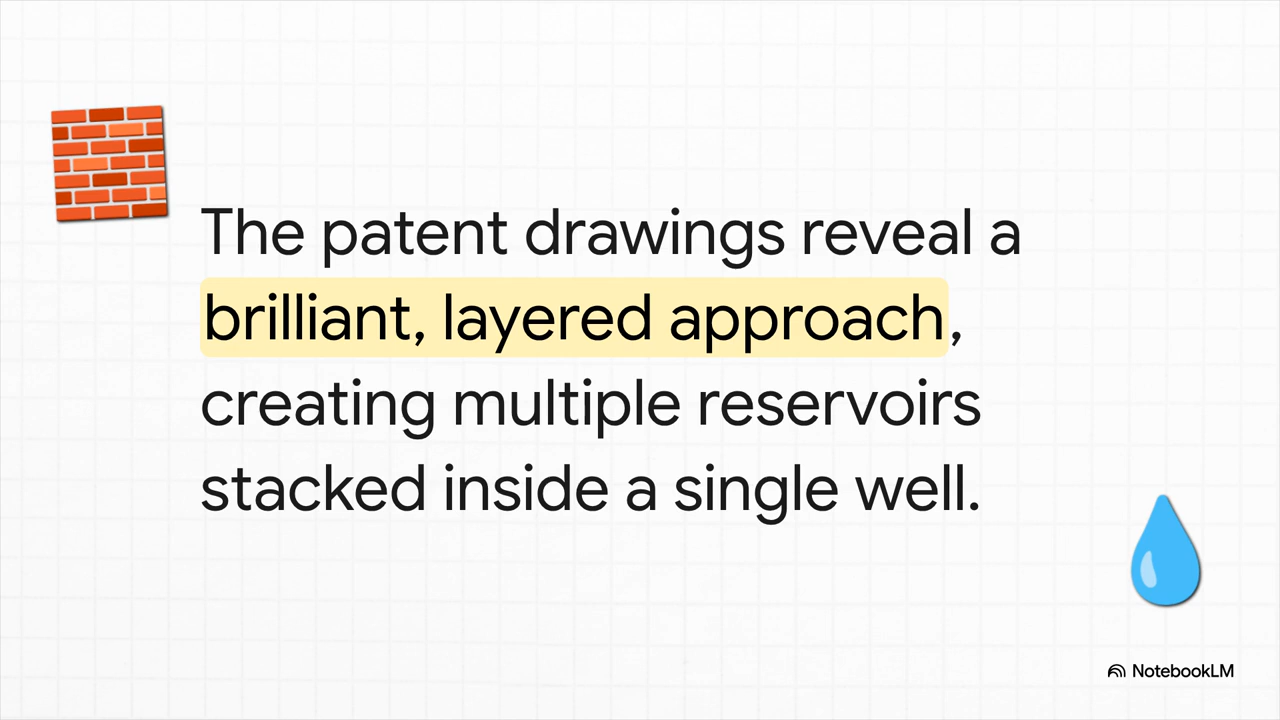 The patent drawings reveal a
brilliant, layered approach,
creating multiple reservoirs
stacked inside a single well.
NotebookLM